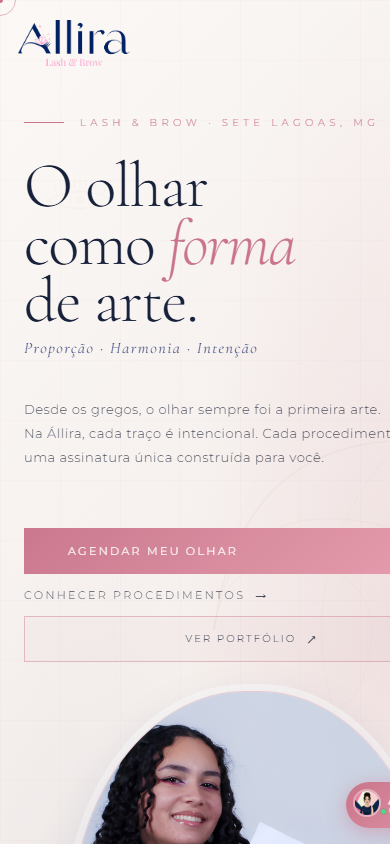 Allira
Lash & Brow
LASH & BROW · SETE LAGOAS, MG
O olhar
como forma
de arte.
Proporção · Harmonia · Intenção
Desde os gregos, o olhar sempre foi a primeira arte.
Na Állira, cada traço é intencional. Cada procediment
uma assinatura única construída para você.
AGENDAR MEU OLHAR
CONHECER PROCEDIMENTOS →
VER PORTFÓLIO ↗